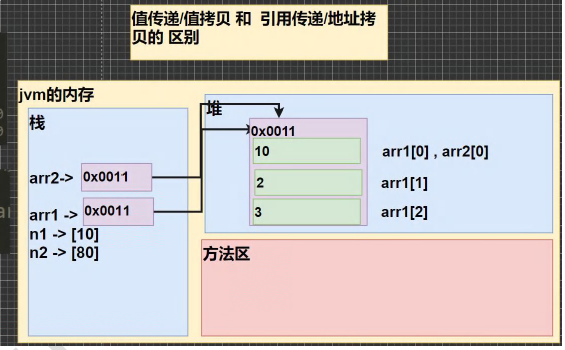 值传递/值拷贝 和 引用传递/地址拷
贝的 区别
jvm的内存
栈
堆
0x0011
10
arr1[0] , arr2[0]
arr2->
0x0011
2
arr1[1]
arr1 ->
0x0011
3
arr1[2]
n1 -> [10]
n2 -> [80]
方法区